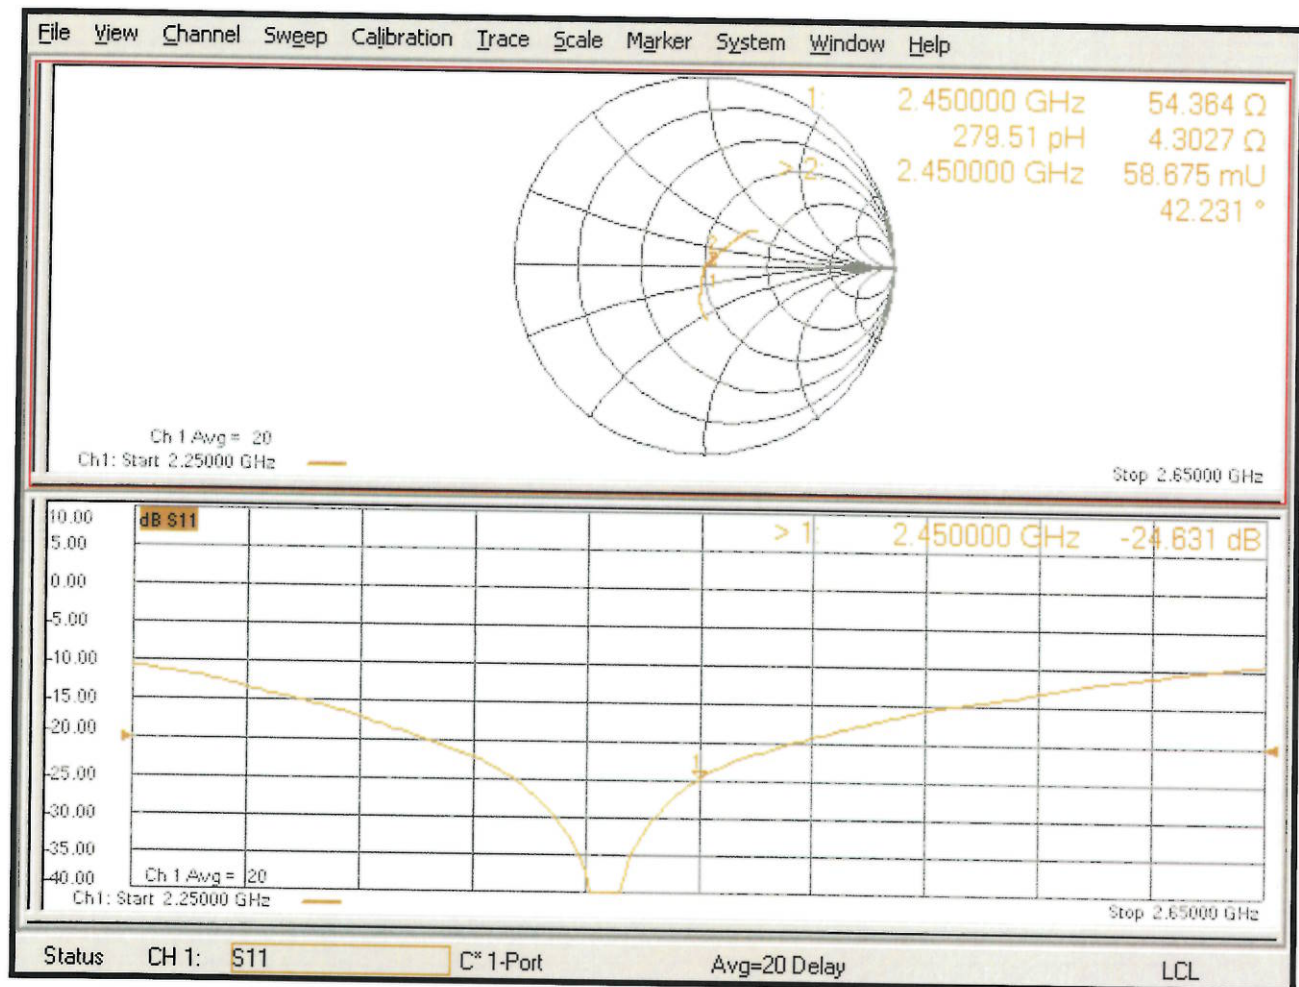 File View Channel Sweep Calibration Trace Scale Marker System Window Help
1: 2.450000 GHz 54.364 Ω
279.51 pH 4.3027 Ω
> 2: 2.450000 GHz 58.675 mU
42.231 °
2
1
Ch 1 Avg = 20
Ch1: Start 2.25000 GHz
Stop 2.65000 GHz
dB S11
> 1: 2.450000 GHz -24.631 dB
10.00
5.00
0.00
-5.00
-10.00
-15.00
-20.00
-25.00
-30.00
-35.00
-40.00
1
Ch 1 Avg = 20
Ch1: Start 2.25000 GHz
Stop 2.65000 GHz
Status CH 1: S11 C* 1-Port Avg=20 Delay LCL